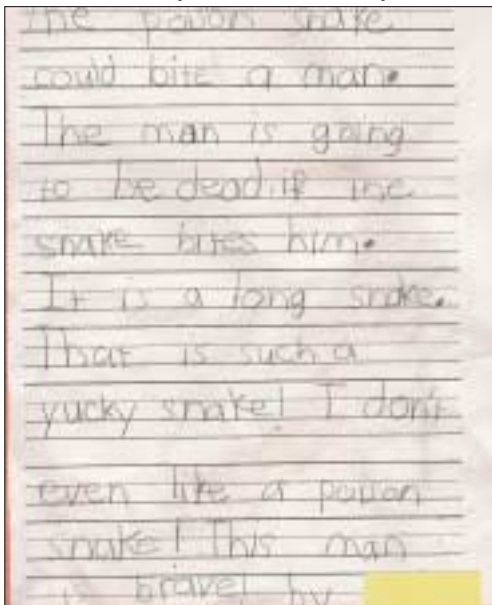 the poison snake
could bite a man.
The man is going
to be dead if the
snake bites him.
It is a long snake.
That is such a
yucky snake! I don't
even like a poison
snake! This man
is brave! by